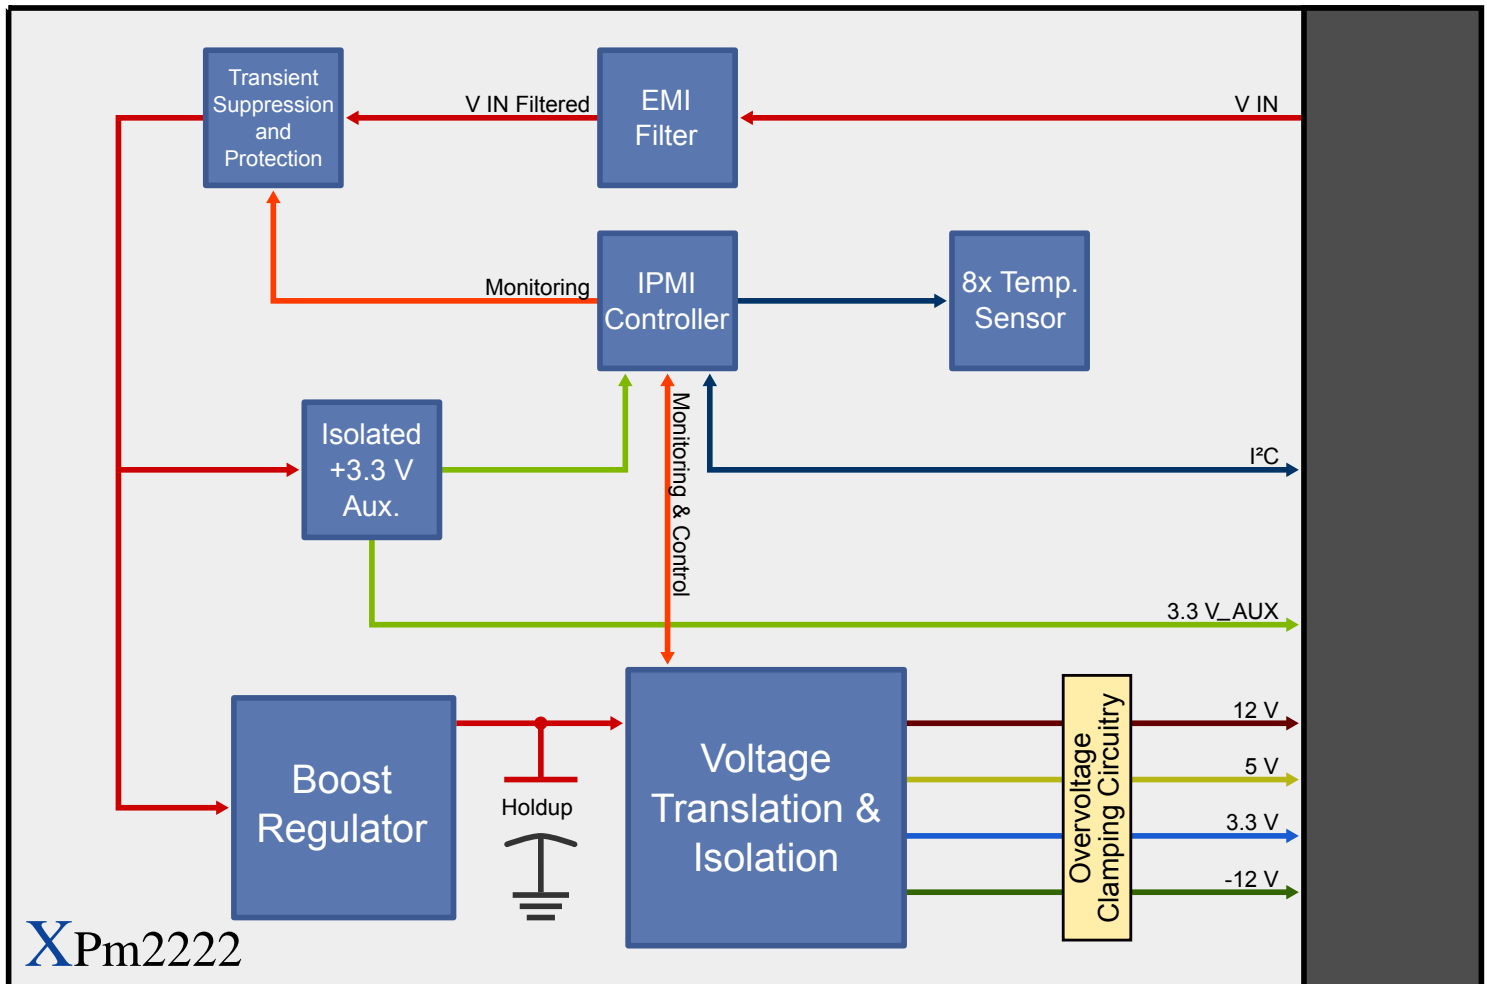 Transient
Suppression
and
Protection
V IN Filtered
EMI
Filter
V IN
Monitoring
IPMI
Controller
8x Temp.
Sensor
Monitoring & Control
Isolated
+3.3 V
Aux.
I²C
3.3 V_AUX
Boost
Regulator
Holdup
Voltage
Translation &
Isolation
Overvoltage
Clamping Circuitry
12 V
5 V
3.3 V
-12 V
XPm2222